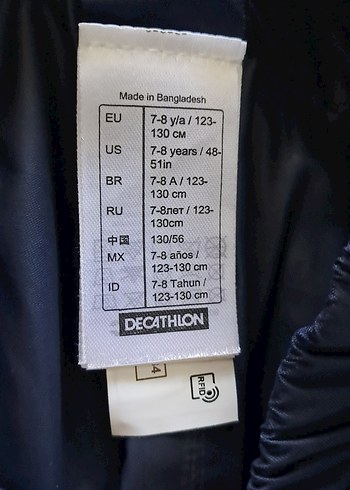 Made in Bangladesh
EU 7-8 y/a / 123-
130 см
US 7-8 years / 48-
51in
BR 7-8 A / 123-
130 cm
RU 7-8лет / 123-
130cm
中国 130/56
MX 7-8 años /
123-130 cm
ID 7-8 Tahun /
123-130 cm
DECATHLON
4
RFID